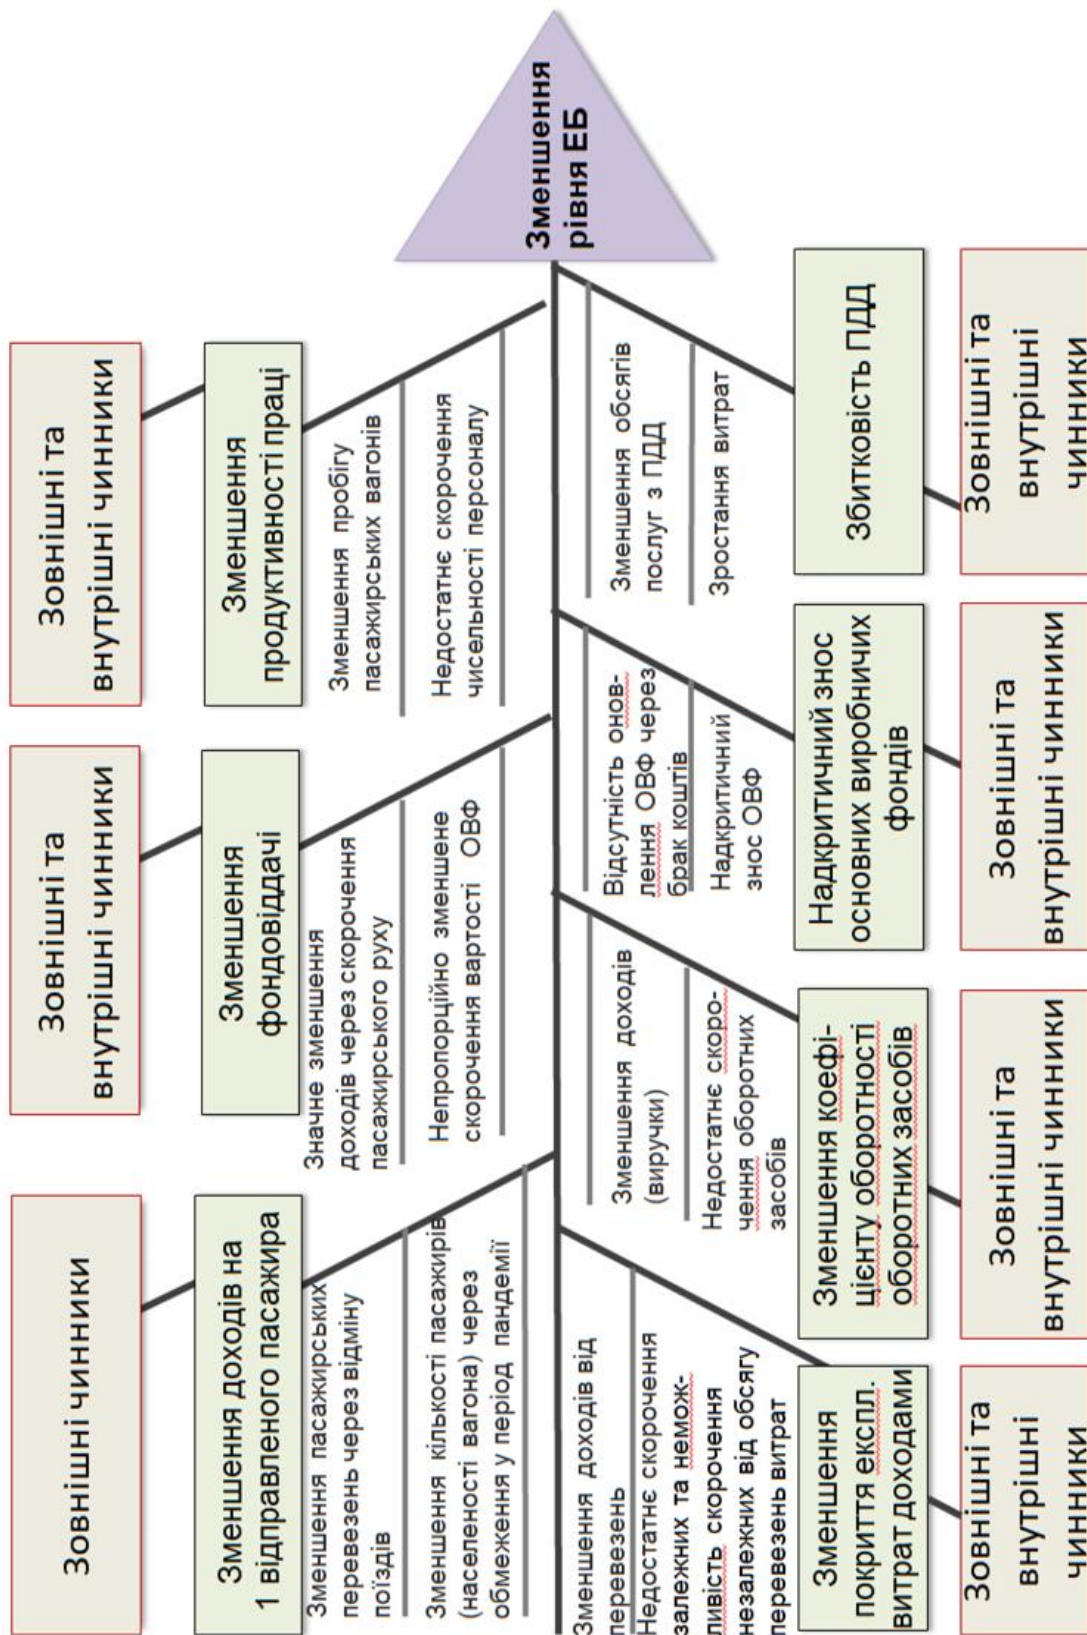 Зовнішні чинники
Зовнішні та
внутрішні чинники
Зовнішні та
внутрішні чинники
Зменшення доходів на
1 відправленого пасажира
Зменшення
фондовіддачі
Зменшення
продуктивності праці
Зменшення пасажирських
перевезень через відміну
поїздів
Зменшення кількості пасажирів
(населеності вагона) через
обмеження у період пандемії
Значне зменшення
доходів через скорочення
пасажирського руху
Непропорційно зменшене
скорочення вартості ОВФ
Зменшення пробігу
пасажирських вагонів
Недостатнє скорочення
чисельності персоналу
Зменшення
рівня ЕБ
Зменшення доходів від
перевезень
Недостатнє скорочення
залежних та немож-
ливість скорочення
незалежних від обсягу
перевезень витрат
Зменшення доходів
(виручки)
Недостатнє скоро-
чення оборотних
засобів
Відсутність онов-
лення ОВФ через
брак коштів
Надкритичний
знос ОВФ
Зменшення обсягів
послуг з ПДД
Зростання витрат
Зменшення
покриття експл.
витрат доходами
Зменшення коефі-
цієнту оборотності
оборотних засобів
Надкритичний знос
основних виробничих
фондів
Збитковість ПДД
Зовнішні та
внутрішні
чинники
Зовнішні та
внутрішні чинники
Зовнішні та
внутрішні чинники
Зовнішні та
внутрішні
чинники